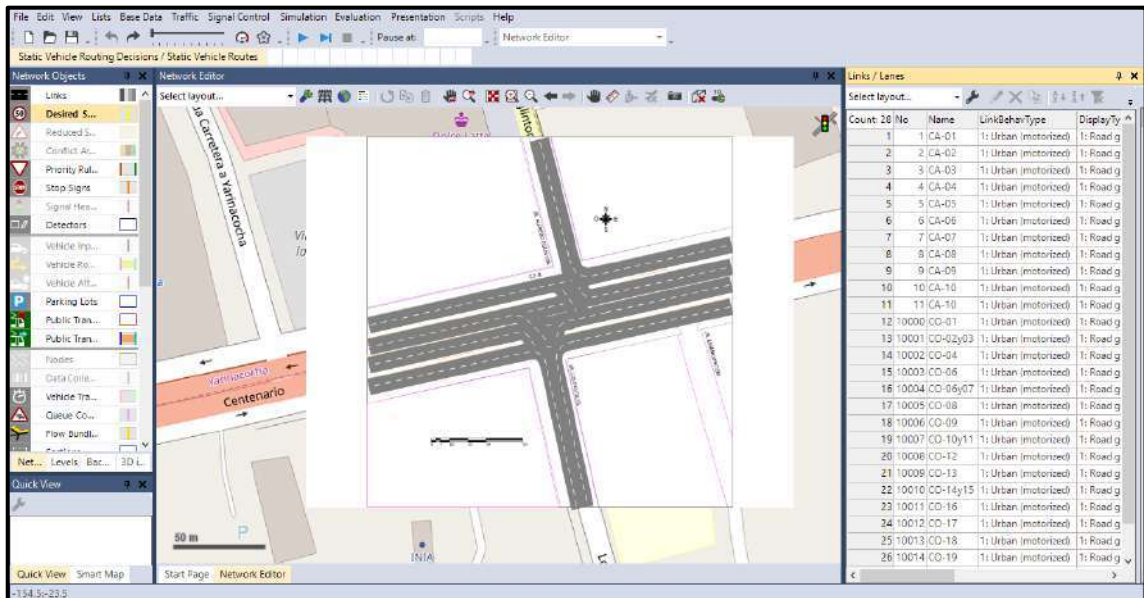 File Edit View Lists Base Data Traffic Signal Control Simulation Evaluation Presentation Scripts Help
Pause at: Network Editor
Static Vehicle Routing Decisions / Static Vehicle Routes
Network Objects
Links
Desired S...
Reduced S...
Conflict Ar...
Priority Rul...
Stop Signs
Signal Hea...
Detectors
Vehicle Inp...
Vehicle Ro...
Vehicle Att...
Parking Lots
Public Tran...
Public Tran...
Nodes
Data Colle...
Vehicle Tra...
Queue Co...
Flow Bundl...
Net... Levels Bac... 3D i...
Quick View
Quick View Smart Map
Network Editor
Select layout...
Dolce Latta
a Carretera a Yarinacocha
Yarinacocha
Centenario
50 m
P
INIA
Start Page Network Editor
Links / Lanes
Select layout...
Count: 28 No Name LinkBehavType DisplayTy
1 1 CA-01 1: Urban (motorized) 1: Road g
2 2 CA-02 1: Urban (motorized) 1: Road g
3 3 CA-03 1: Urban (motorized) 1: Road g
4 4 CA-04 1: Urban (motorized) 1: Road g
5 5 CA-05 1: Urban (motorized) 1: Road g
6 6 CA-06 1: Urban (motorized) 1: Road g
7 7 CA-07 1: Urban (motorized) 1: Road g
8 8 CA-08 1: Urban (motorized) 1: Road g
9 9 CA-09 1: Urban (motorized) 1: Road g
10 10 CA-10 1: Urban (motorized) 1: Road g
11 11 CA-10 1: Urban (motorized) 1: Road g
12 10000 CO-01 1: Urban (motorized) 1: Road g
13 10001 CO-02y03 1: Urban (motorized) 1: Road g
14 10002 CO-04 1: Urban (motorized) 1: Road g
15 10003 CO-06 1: Urban (motorized) 1: Road g
16 10004 CO-06y07 1: Urban (motorized) 1: Road g
17 10005 CO-08 1: Urban (motorized) 1: Road g
18 10006 CO-09 1: Urban (motorized) 1: Road g
19 10007 CO-10y11 1: Urban (motorized) 1: Road g
20 10008 CO-12 1: Urban (motorized) 1: Road g
21 10009 CO-13 1: Urban (motorized) 1: Road g
22 10010 CO-14y15 1: Urban (motorized) 1: Road g
23 10011 CO-16 1: Urban (motorized) 1: Road g
24 10012 CO-17 1: Urban (motorized) 1: Road g
25 10013 CO-18 1: Urban (motorized) 1: Road g
26 10014 CO-19 1: Urban (motorized) 1: Road g
-154.5:-23.5